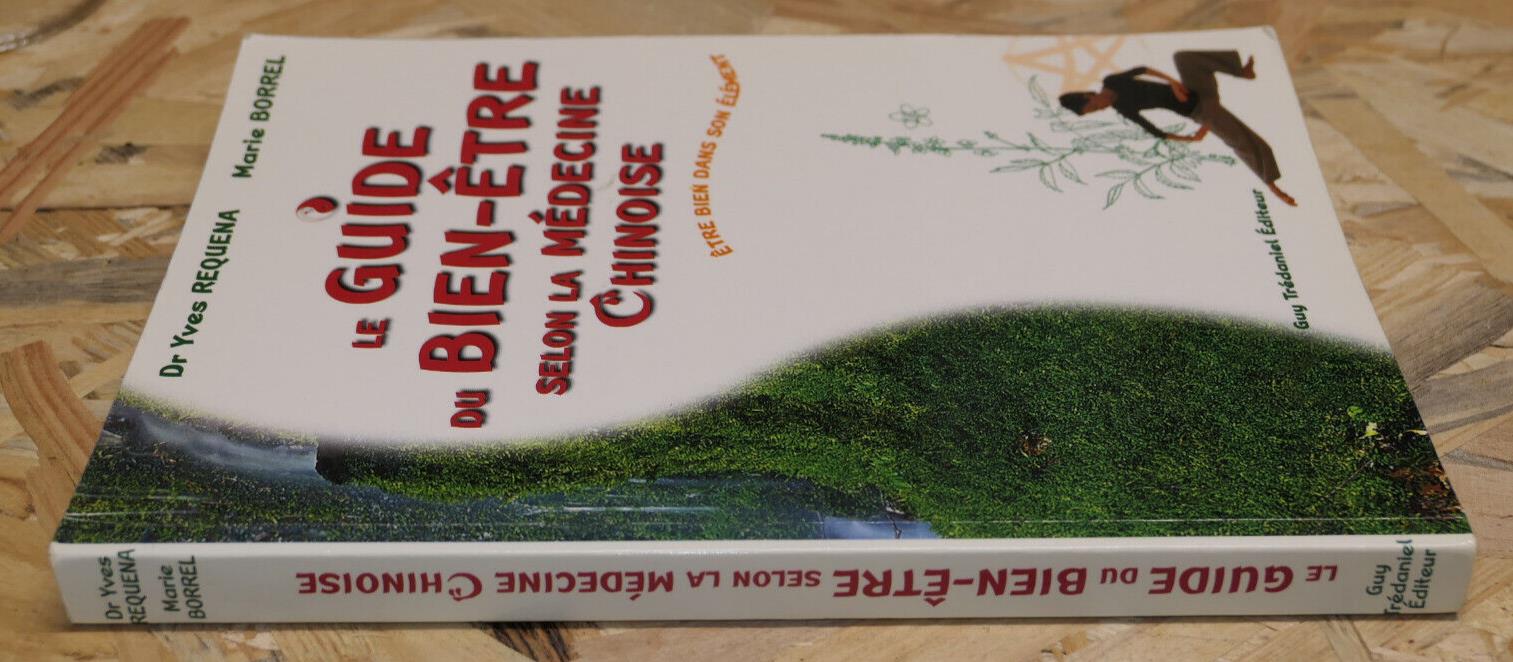 Dr Yves REQUENA Marie BORREL
LE GUIDE
DU BIEN-ÊTRE
SELON LA MÉDECINE
CHINOISE
ÊTRE BIEN DANS SON ÉLÉMENT
Guy Trédaniel Éditeur
Dr Yves
REQUENA
Marie
BORREL
LE GUIDE DU BIEN-ÊTRE SELON LA MÉDECINE CHINOISE
Guy
Trédaniel
Éditeur